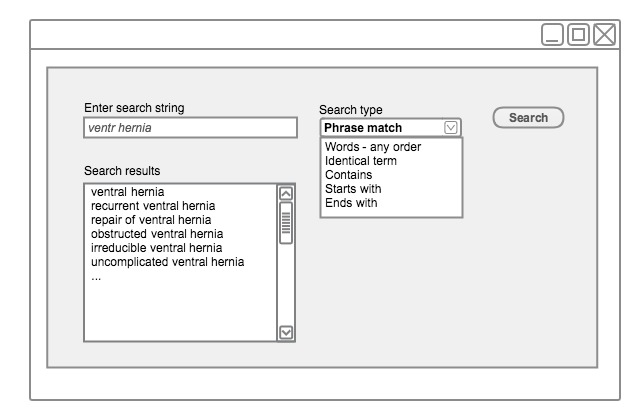 Enter search string
ventr hernia
Search type
Phrase match
Search
Words - any order
Identical term
Contains
Starts with
Ends with
Search results
ventral hernia
recurrent ventral hernia
repair of ventral hernia
obstructed ventral hernia
irreducible ventral hernia
uncomplicated ventral hernia
...